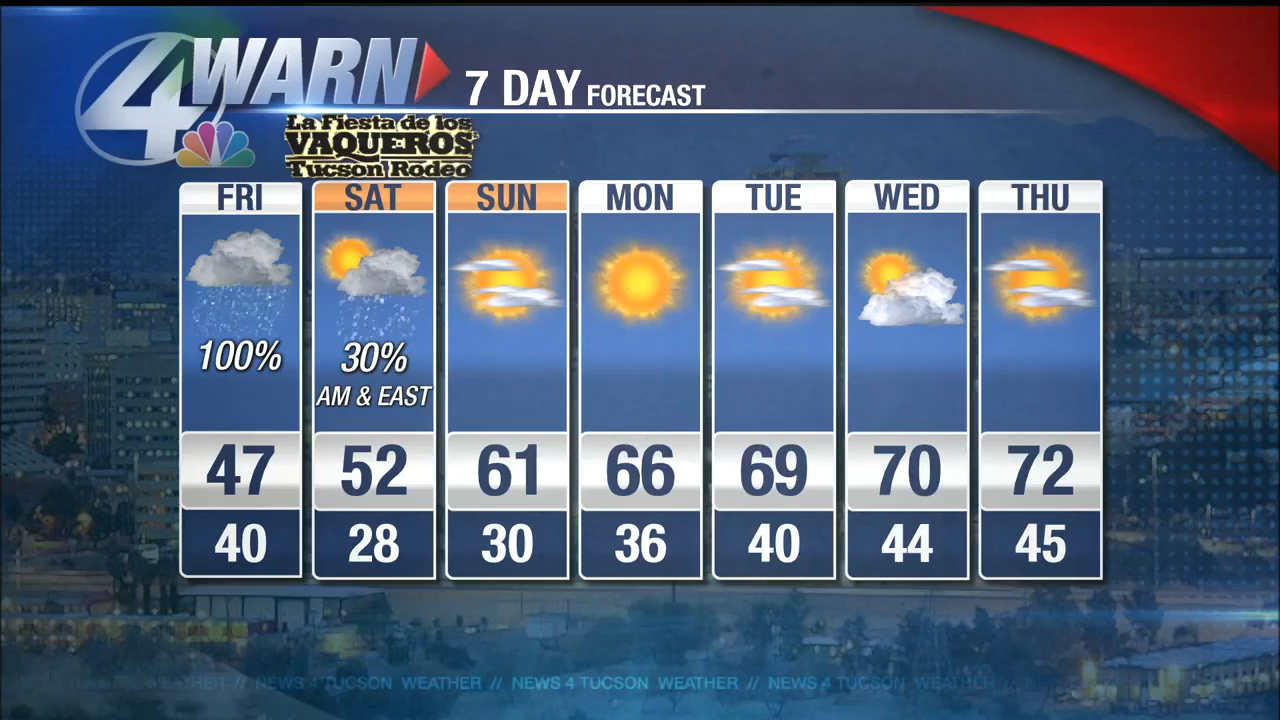 4 WARN
7 DAY FORECAST
La Fiesta de los
VAQUEROS
Tucson Rodeo
FRI SAT SUN MON TUE WED THU
100% 30%
AM & EAST
47 52 61 66 69 70 72
40 28 30 36 40 44 45
WEATHER // NEWS 4 TUCSON WEATHER // NEWS 4 TUCSON WEATHER // NEWS 4 TUCSON WEATHER